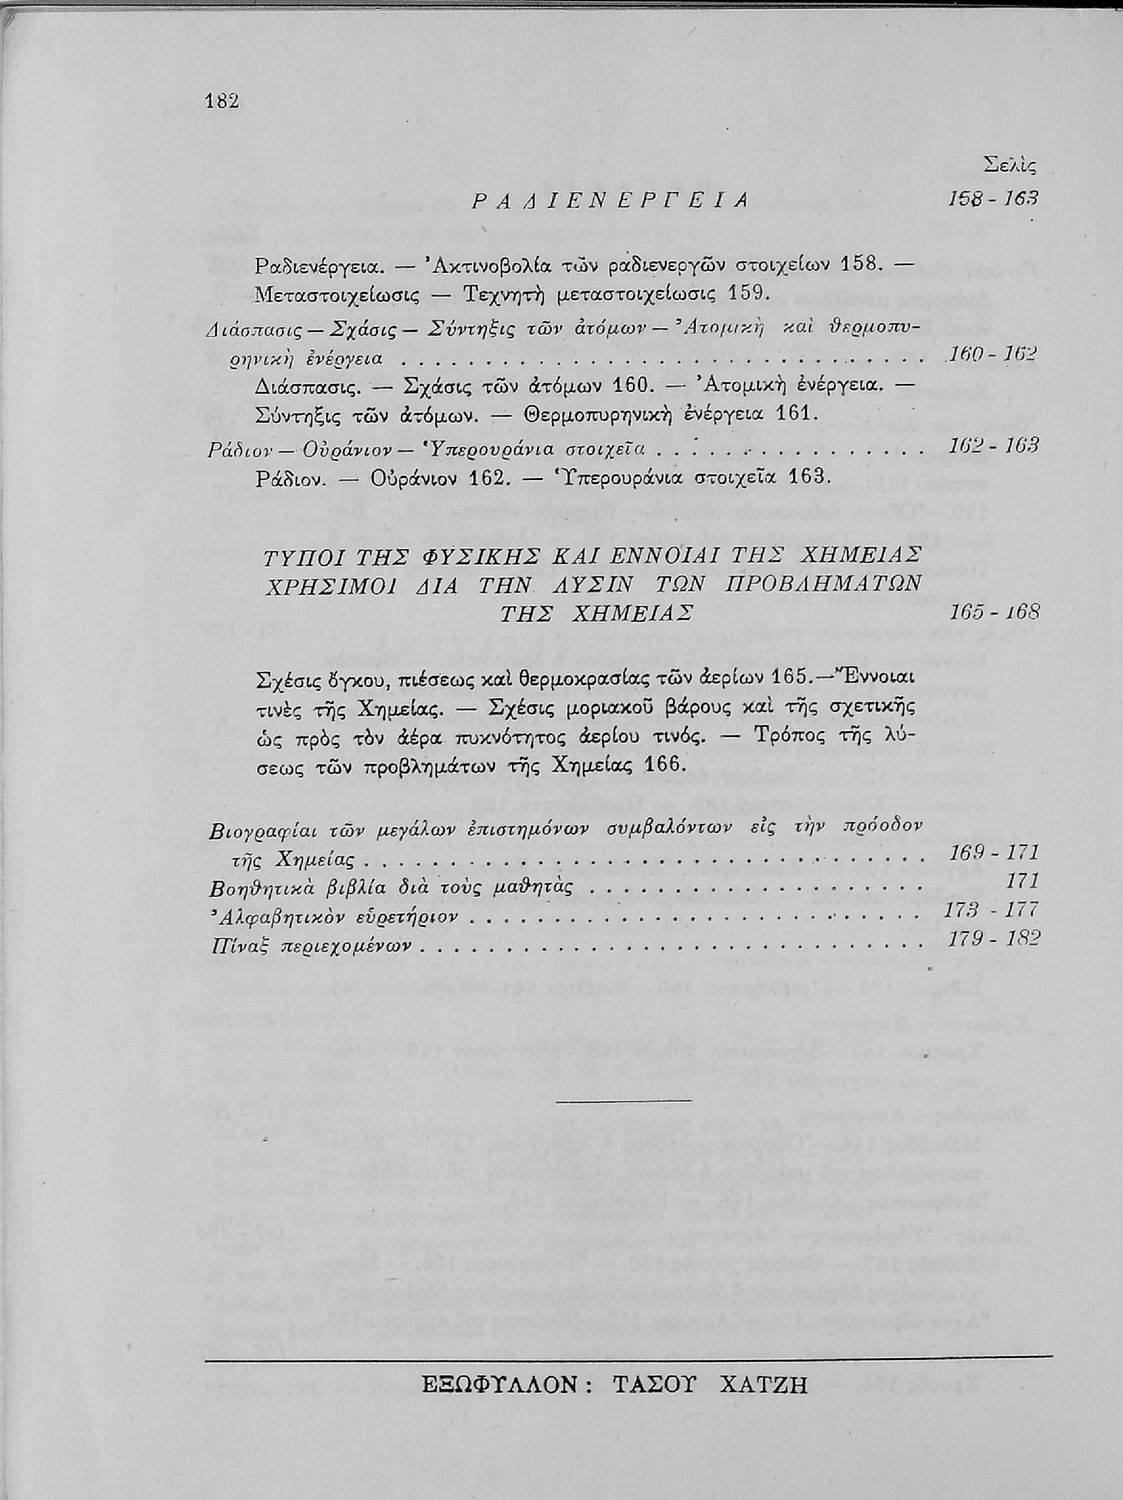 182
Σελὶς
ΡΑΔΙΕΝΕΡΓΕΙΑ 158 - 163
Ραδιενέργεια. — Ἀκτινοβολία τῶν ραδιενεργῶν στοιχείων 158. —
Μεταστοιχείωσις — Τεχνητὴ μεταστοιχείωσις 159.
Διάσπασις — Σχάσις — Σύντηξις τῶν ἀτόμων — Ἀτομικὴ καὶ θερμοπυ-
ρηνικὴ ἐνέργεια . . . . . . . . . . . . . . . . . . . . 160 - 162
Διάσπασις. — Σχάσις τῶν ἀτόμων 160. — Ἀτομικὴ ἐνέργεια. —
Σύντηξις τῶν ἀτόμων. — Θερμοπυρηνικὴ ἐνέργεια 161.
Ράδιον — Οὐράνιον — Ὑπερουράνια στοιχεῖα . . . . . . . . . . 162 - 163
Ράδιον. — Οὐράνιον 162. — Ὑπερουράνια στοιχεῖα 163.
ΤΥΠΟΙ ΤΗΣ ΦΥΣΙΚΗΣ ΚΑΙ ΕΝΝΟΙΑΙ ΤΗΣ ΧΗΜΕΙΑΣ
ΧΡΗΣΙΜΟΙ ΔΙΑ ΤΗΝ ΛΥΣΙΝ ΤΩΝ ΠΡΟΒΛΗΜΑΤΩΝ
ΤΗΣ ΧΗΜΕΙΑΣ 165 - 168
Σχέσις ὄγκου, πιέσεως καὶ θερμοκρασίας τῶν ἀερίων 165.—Ἔννοιαι
τινὲς τῆς Χημείας. — Σχέσις μοριακοῦ βάρους καὶ τῆς σχετικῆς
ὡς πρὸς τὸν ἀέρα πυκνότητος ἀερίου τινός. — Τρόπος τῆς λύ-
σεως τῶν προβλημάτων τῆς Χημείας 166.
Βιογραφίαι τῶν μεγάλων ἐπιστημόνων συμβαλόντων εἰς τὴν πρόοδον
τῆς Χημείας . . . . . . . . . . . . . . . . . . . . 169 - 171
Βοηθητικὰ βιβλία διὰ τοὺς μαθητὰς . . . . . . . . . . . . 171
Ἀλφαβητικὸν εὑρετήριον . . . . . . . . . . . . . . . . 173 - 177
Πίναξ περιεχομένων . . . . . . . . . . . . . . . . . . 179 - 182
ΕΞΩΦΥΛΛΟΝ : ΤΑΣΟΥ ΧΑΤΖΗ